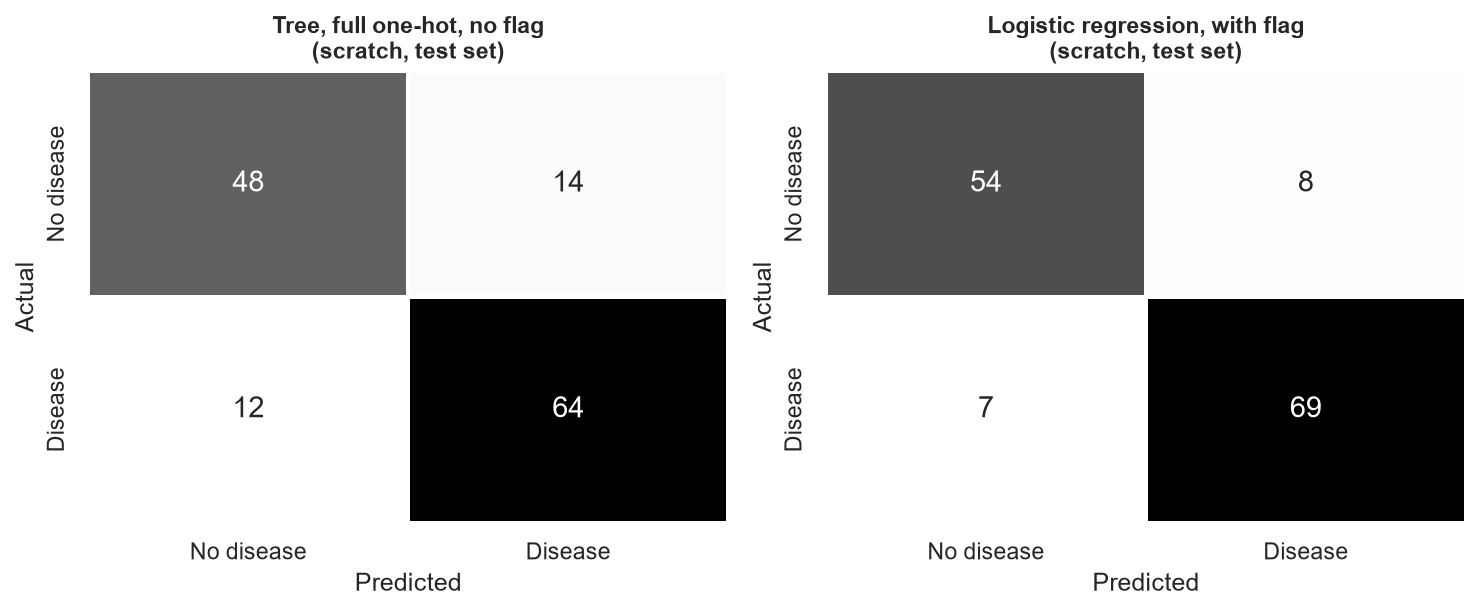 Tree, full one-hot, no flag
(scratch, test set)
Actual
No disease
48
14
Disease
12
64
No disease
Disease
Predicted
Logistic regression, with flag
(scratch, test set)
Actual
No disease
54
8
Disease
7
69
No disease
Disease
Predicted